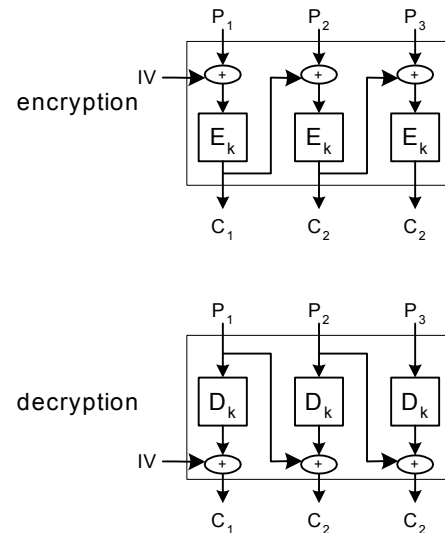 P1 P2 P3
IV + + +
encryption
Ek Ek Ek
C1 C2 C2
P1 P2 P3
decryption
Dk Dk Dk
IV + + +
C1 C2 C2